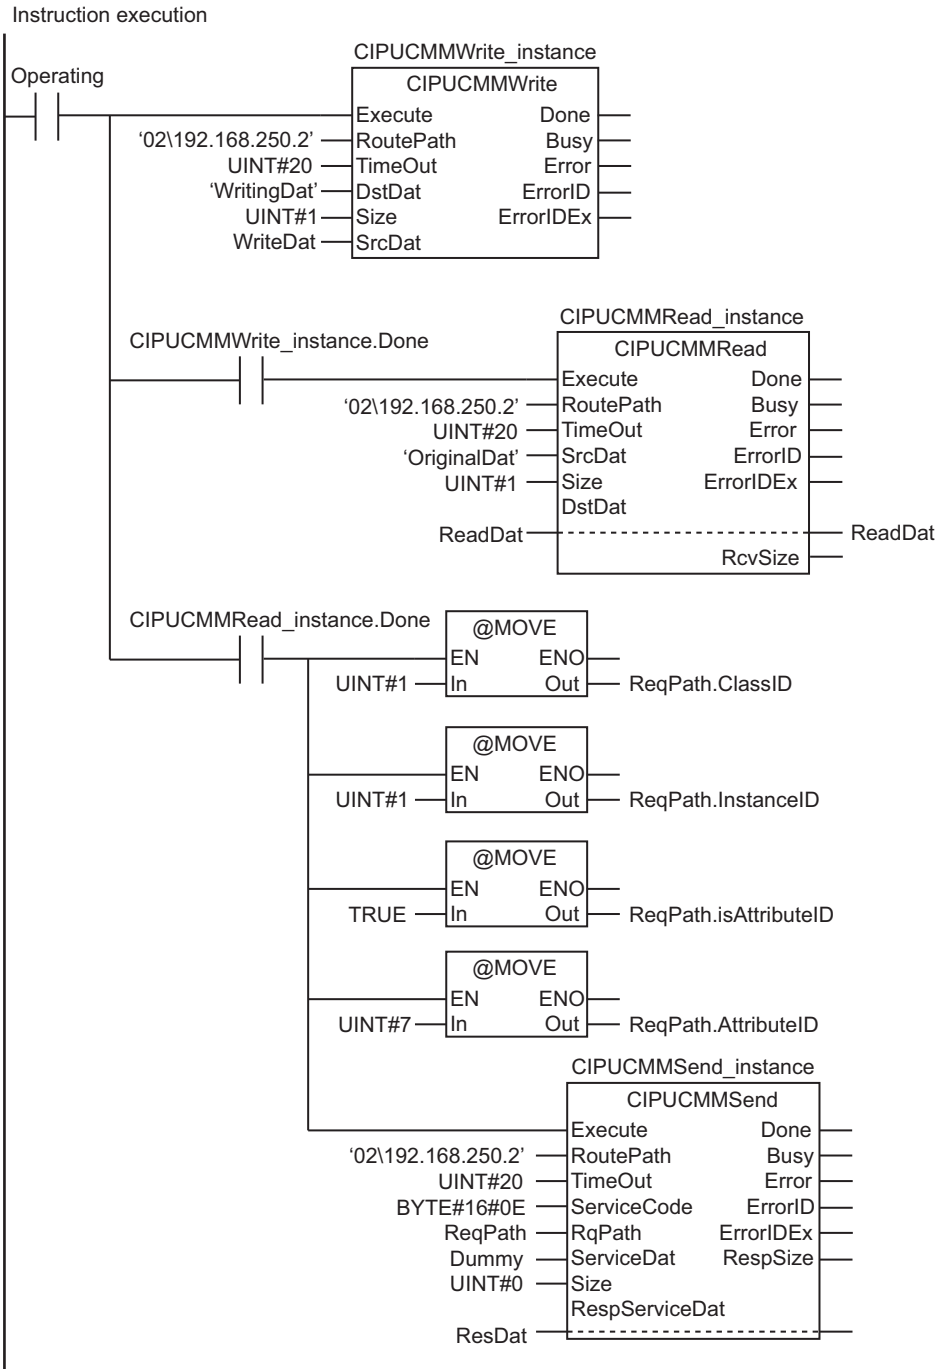 Instruction execution
Operating
CIPUCMMWrite_instance
CIPUCMMWrite
Execute Done
‘02\192.168.250.2’ RoutePath Busy
UINT#20 TimeOut Error
‘WritingDat’ DstDat ErrorID
UINT#1 Size ErrorIDEx
WriteDat SrcDat
CIPUCMMRead_instance
CIPUCMMWrite_instance.Done
CIPUCMMRead
Execute Done
‘02\192.168.250.2’ RoutePath Busy
UINT#20 TimeOut Error
‘OriginalDat’ SrcDat ErrorID
UINT#1 Size ErrorIDEx
DstDat
ReadDat ReadDat
RcvSize
CIPUCMMRead_instance.Done
@MOVE
EN ENO
UINT#1 In Out ReqPath.ClassID
@MOVE
EN ENO
UINT#1 In Out ReqPath.InstanceID
@MOVE
EN ENO
TRUE In Out ReqPath.isAttributeID
@MOVE
EN ENO
UINT#7 In Out ReqPath.AttributeID
CIPUCMMSend_instance
CIPUCMMSend
Execute Done
‘02\192.168.250.2’ RoutePath Busy
UINT#20 TimeOut Error
BYTE#16#0E ServiceCode ErrorID
ReqPath RqPath ErrorIDEx
Dummy ServiceDat RespSize
UINT#0 Size
RespServiceDat
ResDat